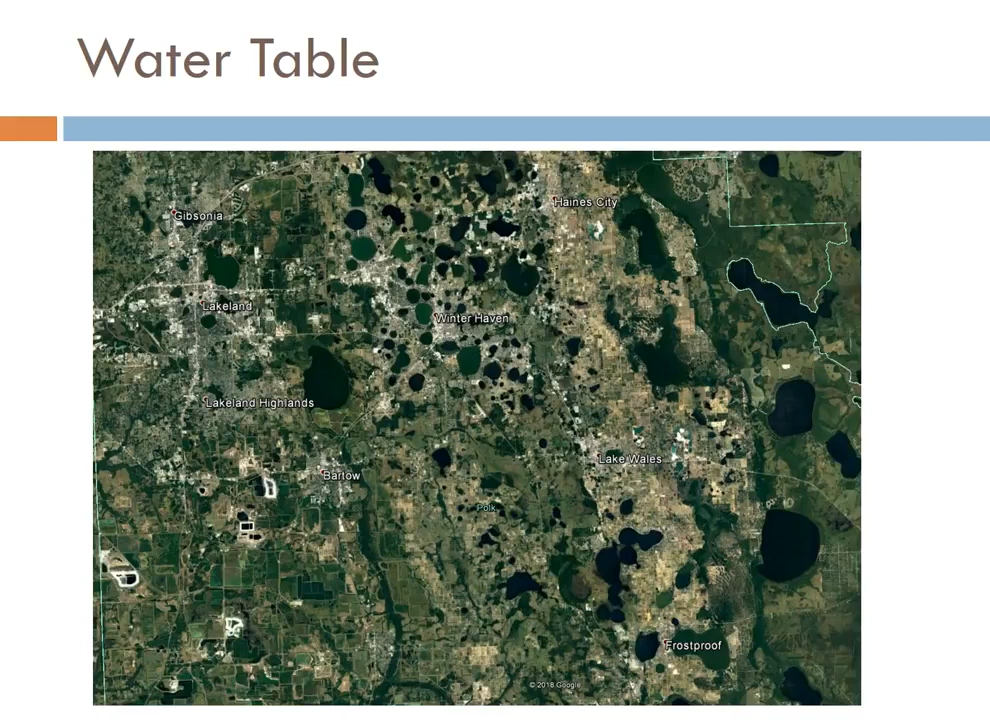 Water Table
Haines City
Gibsonia
Lakeland
Winter Haven
Lakeland Highlands
Lake Wales
Bartow
Polk
Frostproof
© 2018 Google